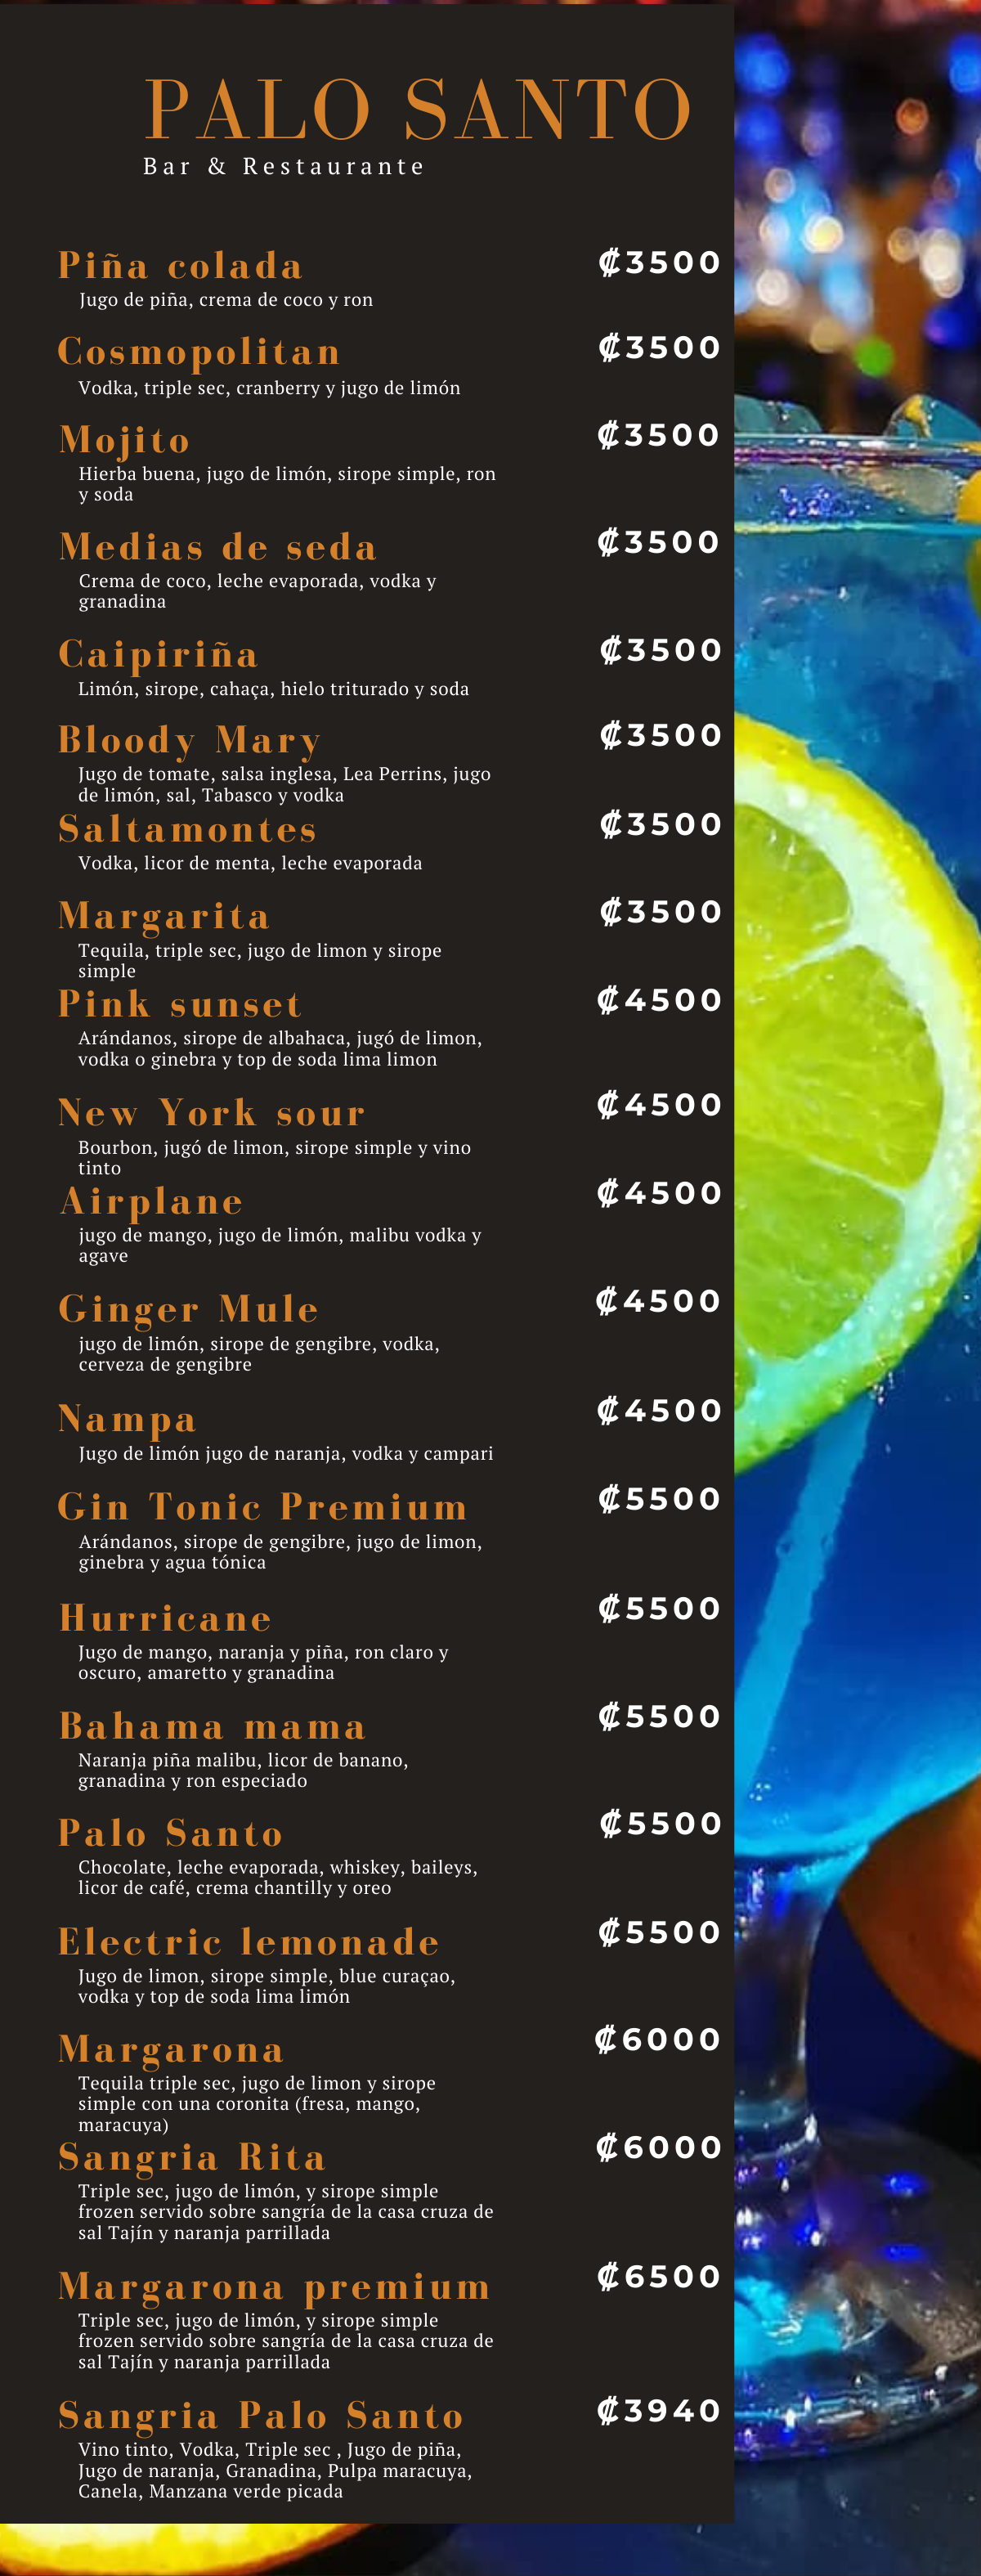 PALO SANTO
Bar & Restaurante
Piña colada ₡3500
Jugo de piña, crema de coco y ron
Cosmopolitan ₡3500
Vodka, triple sec, cranberry y jugo de limón
Mojito ₡3500
Hierba buena, jugo de limón, sirope simple, ron
y soda
Medias de seda ₡3500
Crema de coco, leche evaporada, vodka y
granadina
Caipiriña ₡3500
Limón, sirope, cahaça, hielo triturado y soda
Bloody Mary ₡3500
Jugo de tomate, salsa inglesa, Lea Perrins, jugo
de limón, sal, Tabasco y vodka
Saltamontes ₡3500
Vodka, licor de menta, leche evaporada
Margarita ₡3500
Tequila, triple sec, jugo de limon y sirope
simple
Pink sunset ₡4500
Arándanos, sirope de albahaca, jugó de limon,
vodka o ginebra y top de soda lima limon
New York sour ₡4500
Bourbon, jugó de limon, sirope simple y vino
tinto
Airplane ₡4500
jugo de mango, jugo de limón, malibu vodka y
agave
Ginger Mule ₡4500
jugo de limón, sirope de gengibre, vodka,
cerveza de gengibre
Nampa ₡4500
Jugo de limón jugo de naranja, vodka y campari
Gin Tonic Premium ₡5500
Arándanos, sirope de gengibre, jugo de limon,
ginebra y agua tónica
Hurricane ₡5500
Jugo de mango, naranja y piña, ron claro y
oscuro, amaretto y granadina
Bahama mama ₡5500
Naranja piña malibu, licor de banano,
granadina y ron especiado
Palo Santo ₡5500
Chocolate, leche evaporada, whiskey, baileys,
licor de café, crema chantilly y oreo
Electric lemonade ₡5500
Jugo de limon, sirope simple, blue curaçao,
vodka y top de soda lima limón
Margarona ₡6000
Tequila triple sec, jugo de limon y sirope
simple con una coronita (fresa, mango,
maracuya)
Sangria Rita ₡6000
Triple sec, jugo de limón, y sirope simple
frozen servido sobre sangría de la casa cruza de
sal Tajín y naranja parrillada
Margarona premium ₡6500
Triple sec, jugo de limón, y sirope simple
frozen servido sobre sangría de la casa cruza de
sal Tajín y naranja parrillada
Sangria Palo Santo ₡3940
Vino tinto, Vodka, Triple sec , Jugo de piña,
Jugo de naranja, Granadina, Pulpa maracuya,
Canela, Manzana verde picada